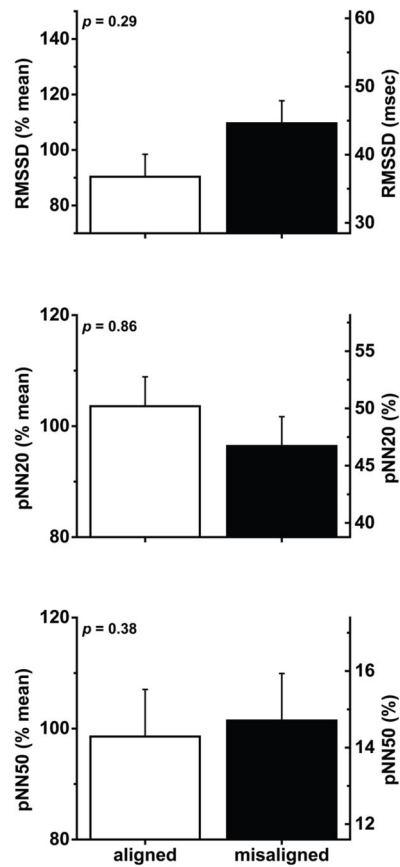 p = 0.29
RMSSD (% mean)
140
120
100
80
RMSSD (msec)
60
50
40
30
p = 0.86
pNN20 (% mean)
120
100
80
pNN20 (%)
55
50
45
40
p = 0.38
pNN50 (% mean)
120
100
80
pNN50 (%)
16
14
12
aligned
misaligned